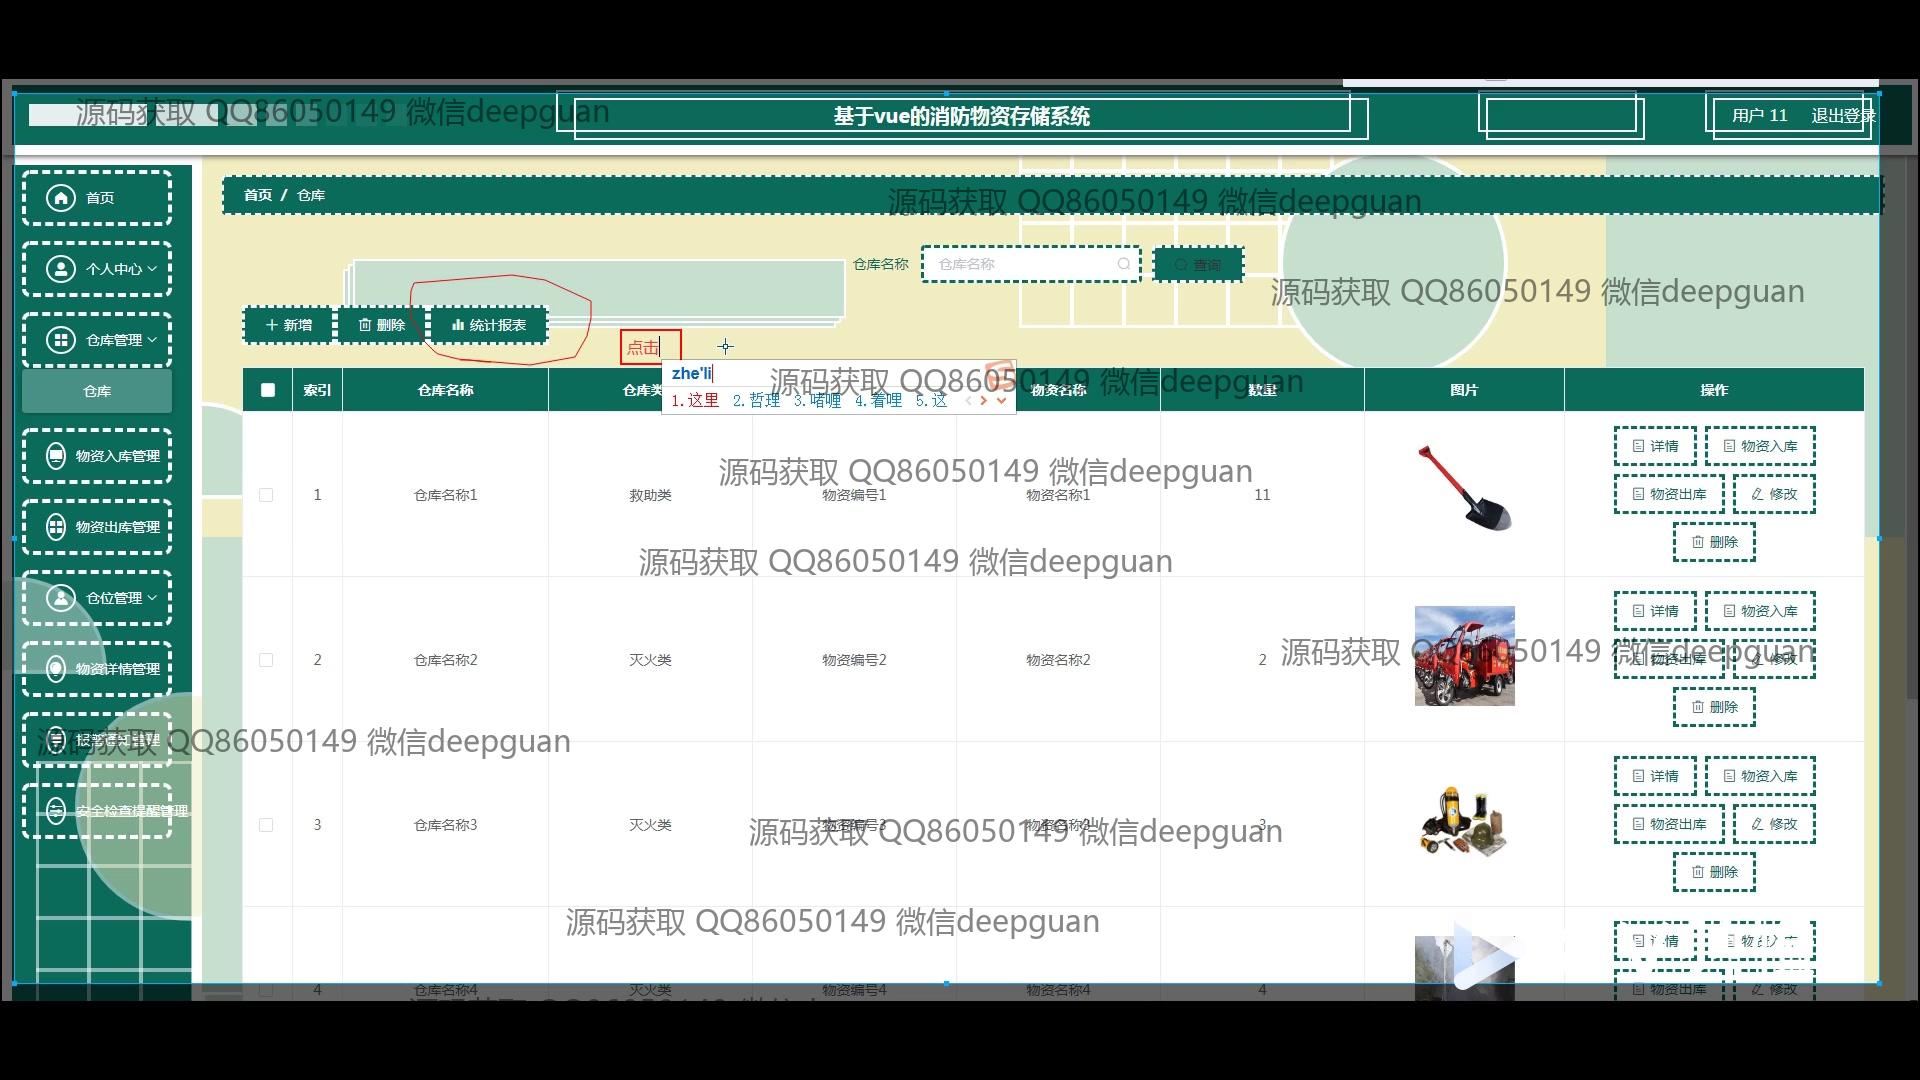 源码获取 QQ86050149 微信deepguan
基于vue的消防物资存储系统
用户 11
退出登录
首页
个人中心
仓库管理
仓库
物资入库管理
物资出库管理
仓位管理
物资详情管理
报警通知管理
安全检查提醒管理
首页 / 仓库
源码获取 QQ86050149 微信deepguan
仓库名称
仓库名称
查询
源码获取 QQ86050149 微信deepguan
新增
删除
统计报表
点击
zhe'li
1.这里 2.哲理 3.啫喱 4.着哩 5.这
源码获取 QQ86050149 微信deepguan
索引 仓库名称 仓库类 物资名称 数量 图片 操作
1 仓库名称1 救助类 物资编号1 物资名称1 11
详情 物资入库
物资出库 修改
删除
源码获取 QQ86050149 微信deepguan
源码获取 QQ86050149 微信deepguan
2 仓库名称2 灭火类 物资编号2 物资名称2 2
详情 物资入库
物资出库 修改
删除
源码获取 QQ86050149 微信deepguan
源码获取 QQ86050149 微信deepguan
3 仓库名称3 灭火类 物资编号3 物资名称3 3
详情 物资入库
物资出库 修改
删除
源码获取 QQ86050149 微信deepguan
源码获取 QQ86050149 微信deepguan
4 仓库名称4 灭火类 物资编号4 物资名称4 4
详情 物资入库
物资出库 修改